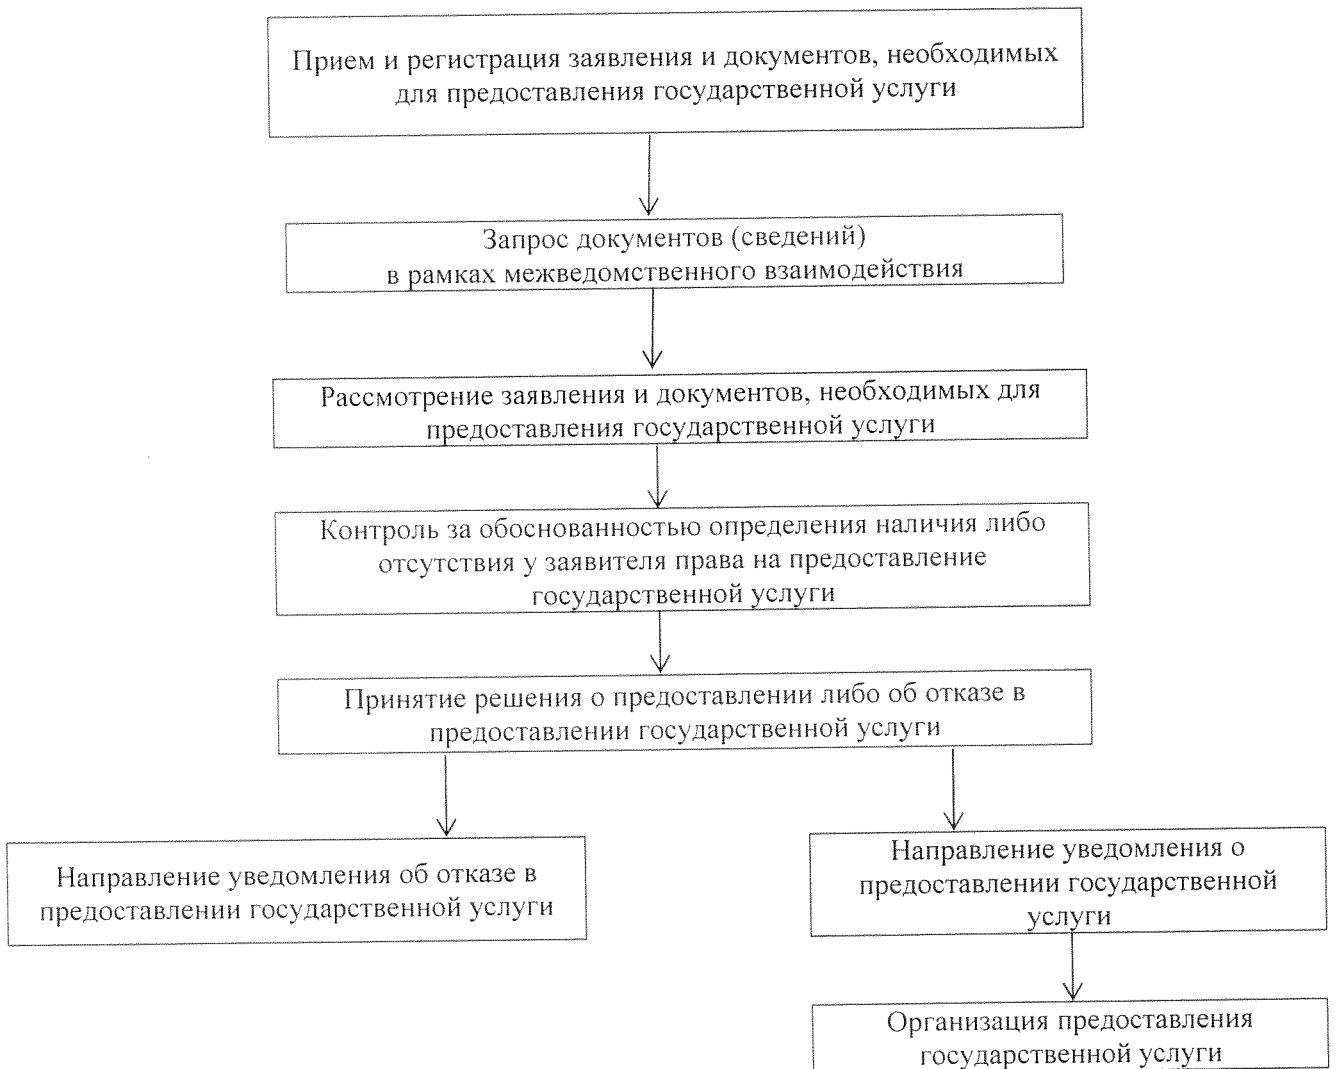 Прием и регистрация заявления и документов, необходимых
для предоставления государственной услуги
Запрос документов (сведений)
в рамках межведомственного взаимодействия
Рассмотрение заявления и документов, необходимых для
предоставления государственной услуги
Контроль за обоснованностью определения наличия либо
отсутствия у заявителя права на предоставление
государственной услуги
Принятие решения о предоставлении либо об отказе в
предоставлении государственной услуги
Направление уведомления об отказе в
предоставлении государственной услуги
Направление уведомления о
предоставлении государственной
услуги
Организация предоставления
государственной услуги